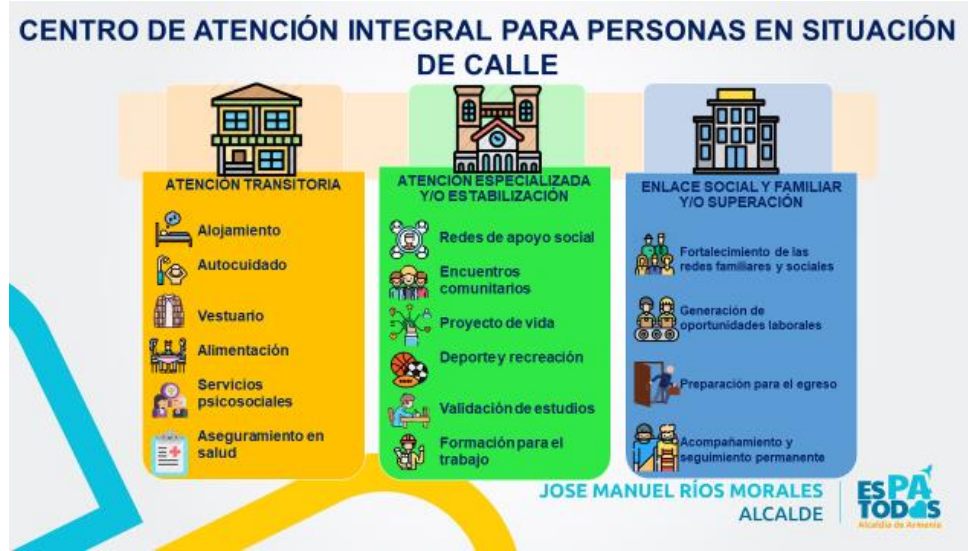 CENTRO DE ATENCIÓN INTEGRAL PARA PERSONAS EN SITUACIÓN
DE CALLE
ATENCIÓN TRANSITORIA
Alojamiento
Autocuidado
Vestuario
Alimentación
Servicios
psicosociales
Aseguramiento en
salud
ATENCIÓN ESPECIALIZADA
Y/O ESTABILIZACIÓN
Redes de apoyo social
Encuentros
comunitarios
Proyecto de vida
Deporte y recreación
Validación de estudios
Formación para el
trabajo
ENLACE SOCIAL Y FAMILIAR
Y/O SUPERACIÓN
Fortalecimiento de las
redes familiares y sociales
Generación de
oportunidades laborales
Preparación para el egreso
Acompañamiento y
seguimiento permanente
JOSE MANUEL RÍOS MORALES
ALCALDE
ES PA'
TODOS
Alcaldía de Armenia